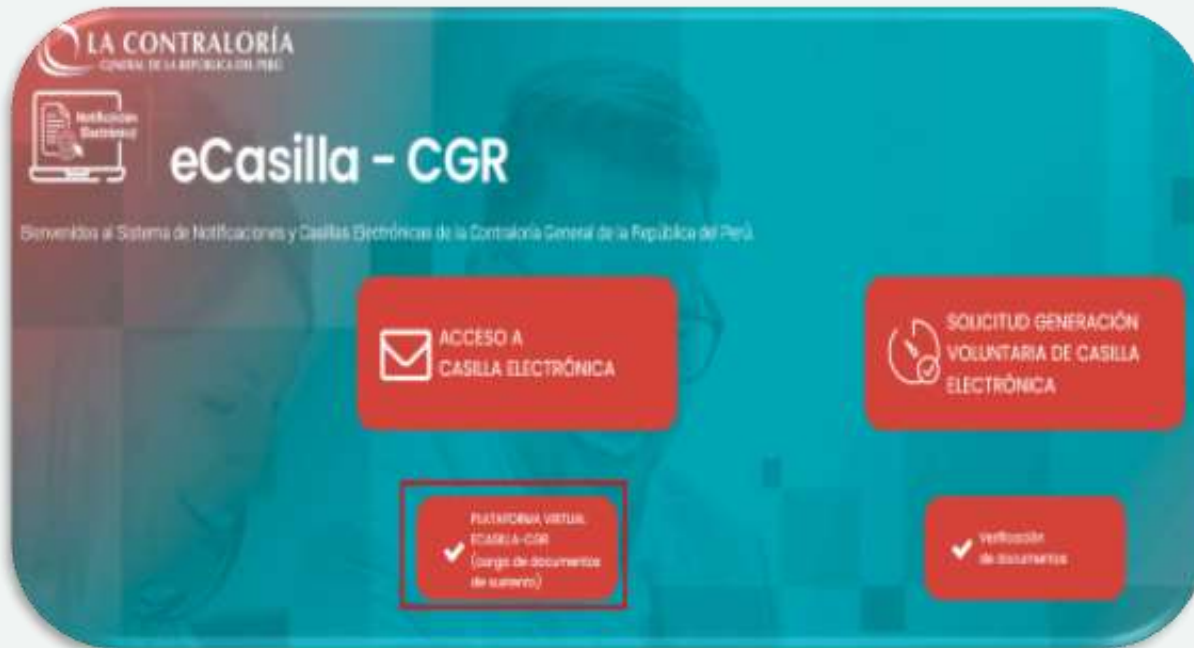 LA CONTRALORÍA
GENERAL DE LA REPÚBLICA DEL PERÚ
Notificación
Electrónica
eCasilla - CGR
Bienvenidos al Sistema de Notificaciones y Casillas Electrónicas de la Contraloría General de la República del Perú.
ACCESO A
CASILLA ELECTRÓNICA
SOLICITUD GENERACIÓN
VOLUNTARIA DE CASILLA
ELECTRÓNICA
PLATAFORMA VIRTUAL
ECASILLA-CGR
(cargo de documentos
de sustento)
Verificación
de documentos